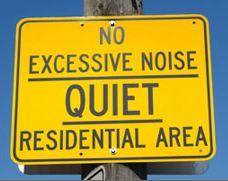 NO
EXCESSIVE NOISE
QUIET
RESIDENTIAL AREA